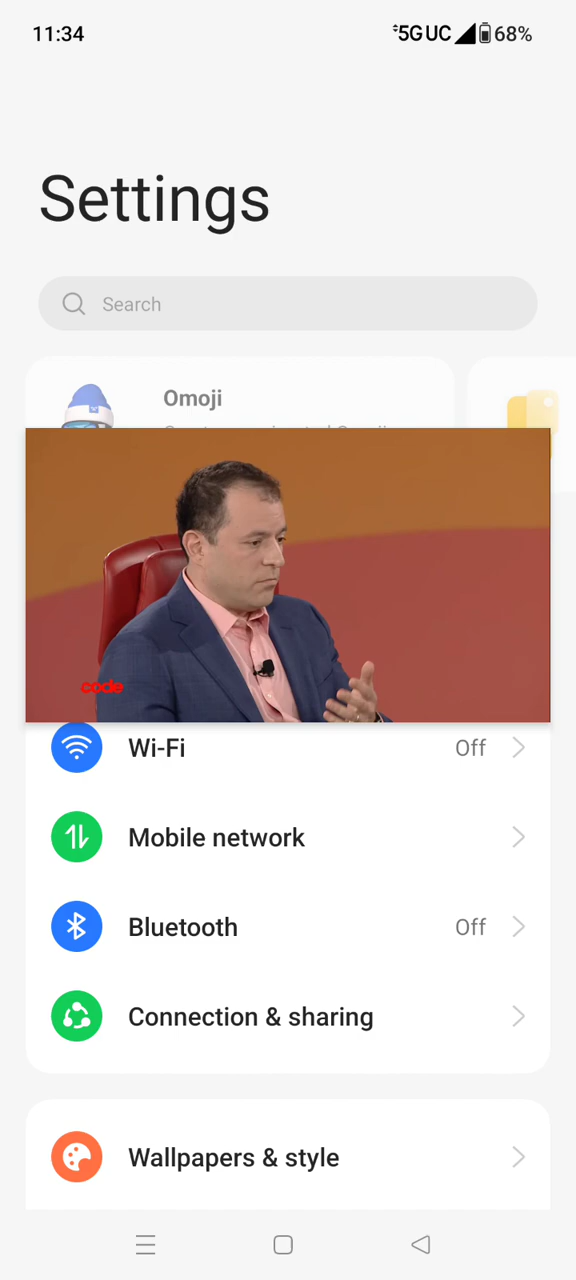 11:34 5G UC 68%
Settings
Search
Omoji
code
Wi-Fi Off
Mobile network
Bluetooth Off
Connection & sharing
Wallpapers & style